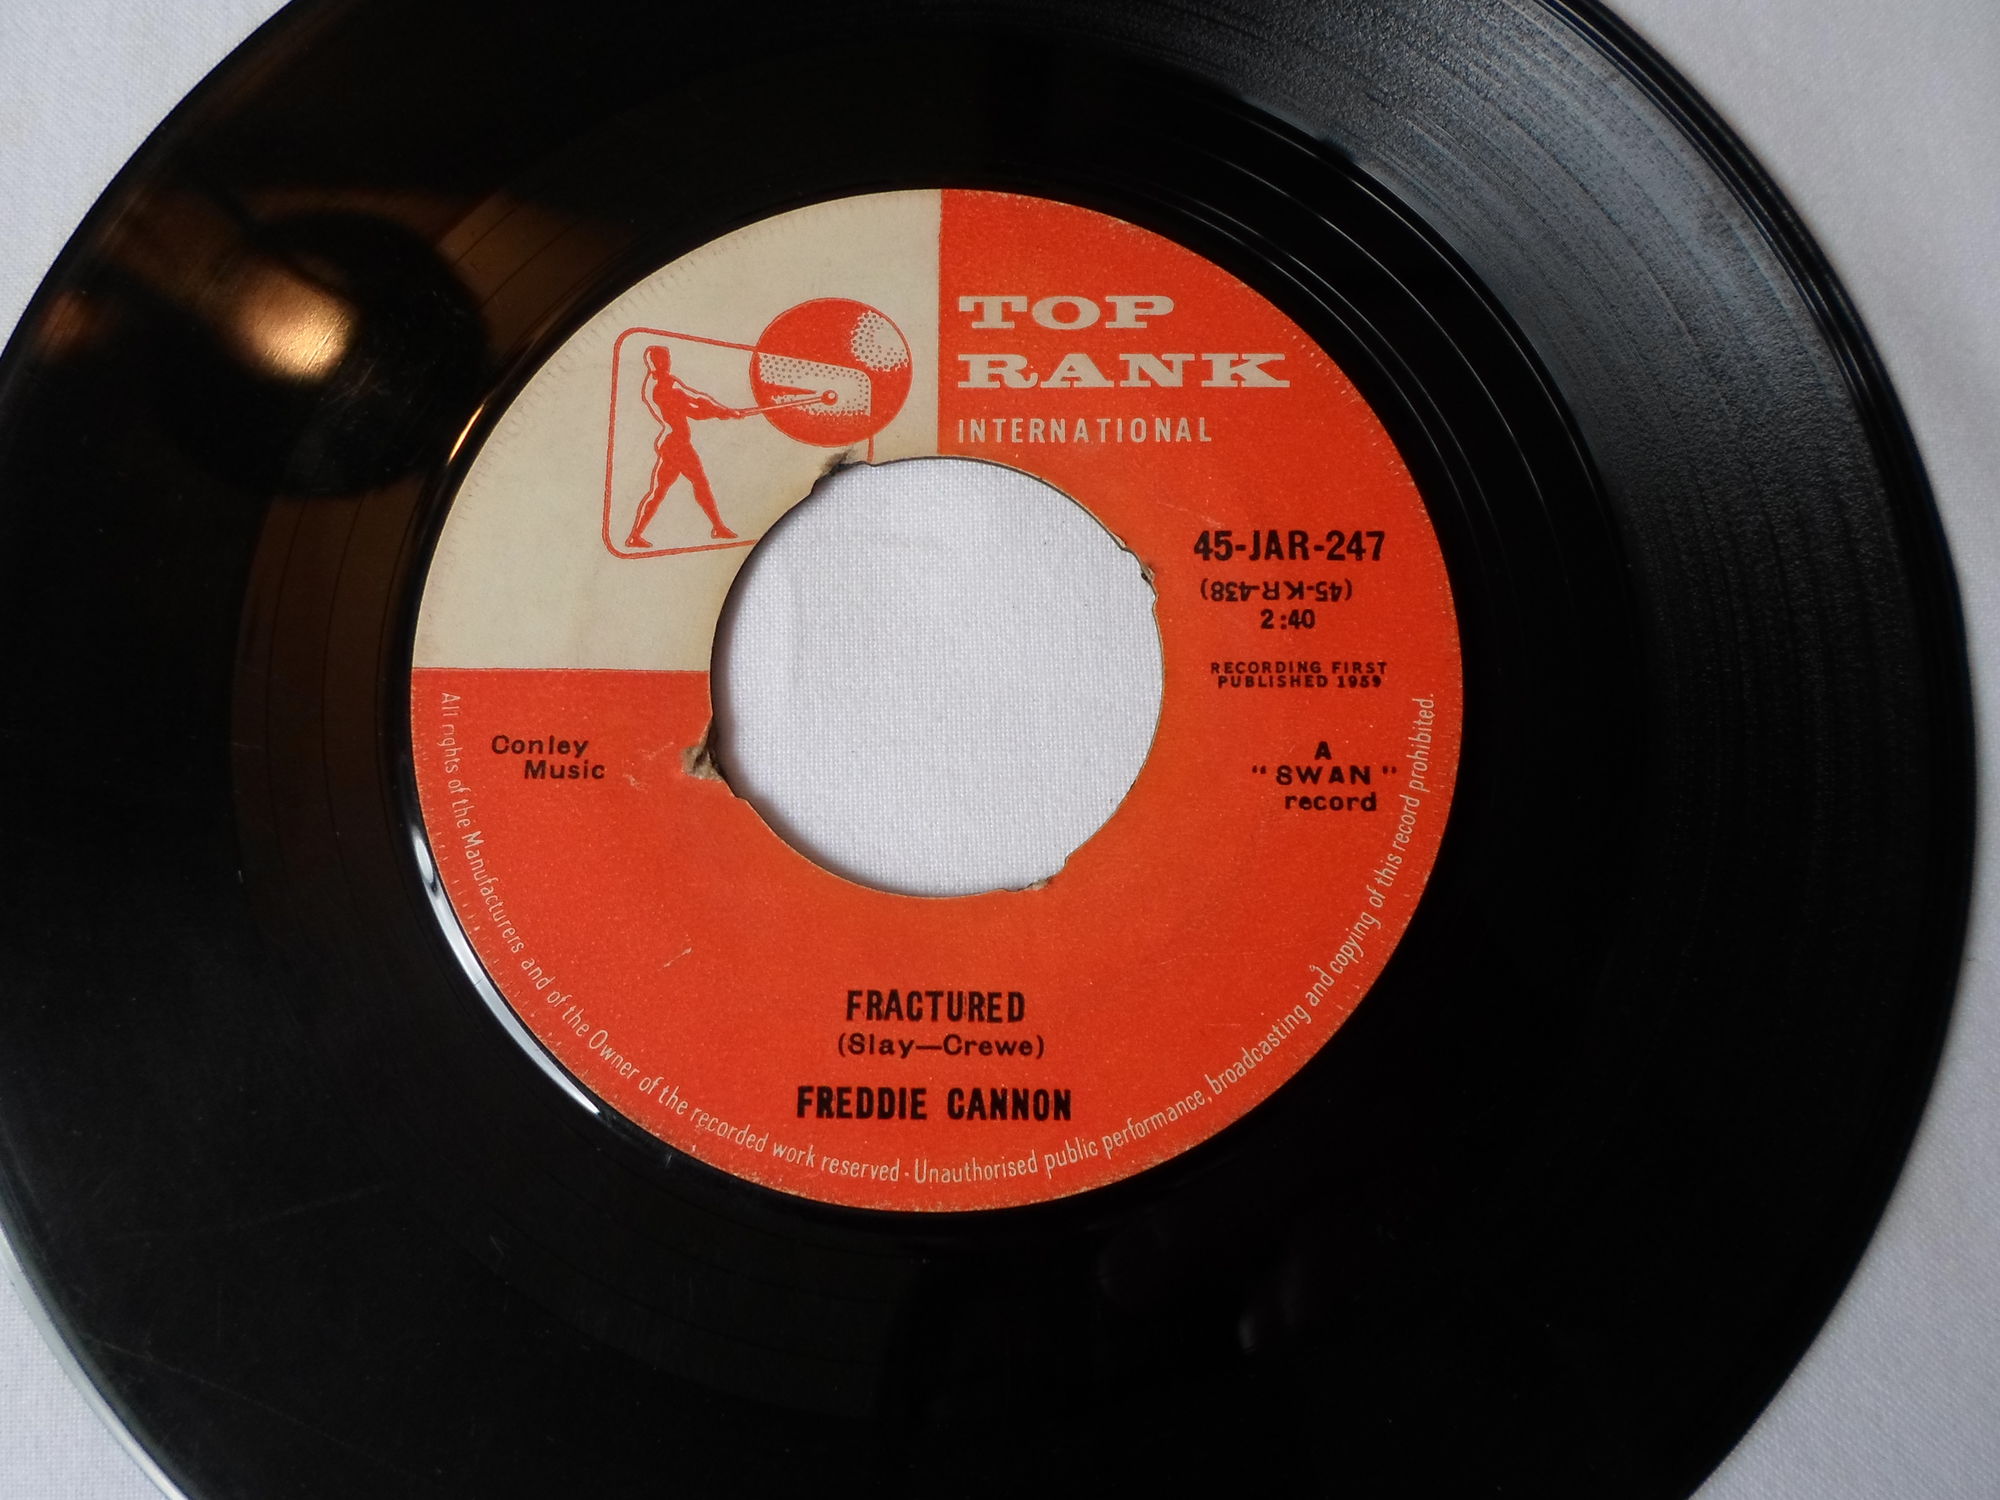 TOP
RANK
INTERNATIONAL
45-JAR-247
(45-KR-438)
2:40
RECORDING FIRST
PUBLISHED 1959
Conley
Music
A
"SWAN"
record
FRACTURED
(Slay—Crewe)
FREDDIE CANNON
All rights of the Manufacturers and of the Owner of the recorded work reserved - Unauthorised public performance, broadcasting and copying of this record prohibited.